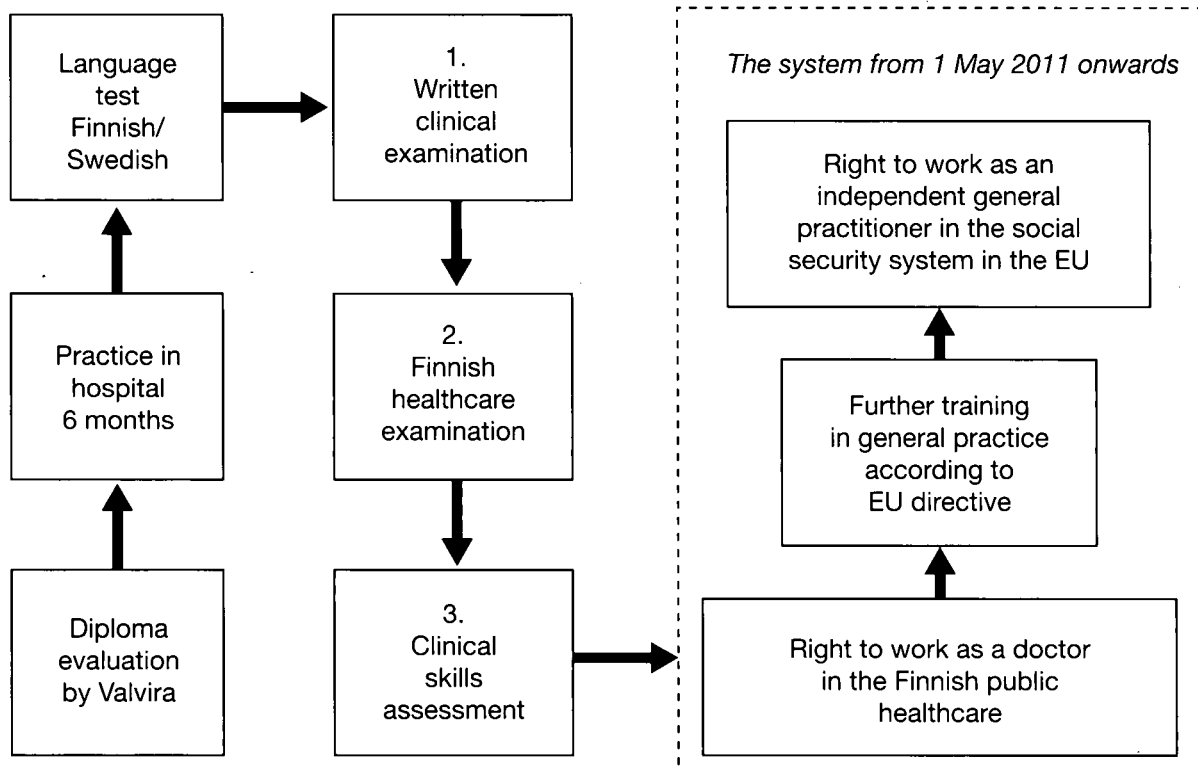 Language
test
Finnish/
Swedish
1.
Written
clinical
examination
The system from 1 May 2011 onwards
Right to work as an
independent general
practitioner in the social
security system in the EU
Practice in
hospital
6 months
2.
Finnish
healthcare
examination
Further training
in general practice
according to
EU directive
Diploma
evaluation
by Valvira
3.
Clinical
skills
assessment
Right to work as a doctor
in the Finnish public
healthcare